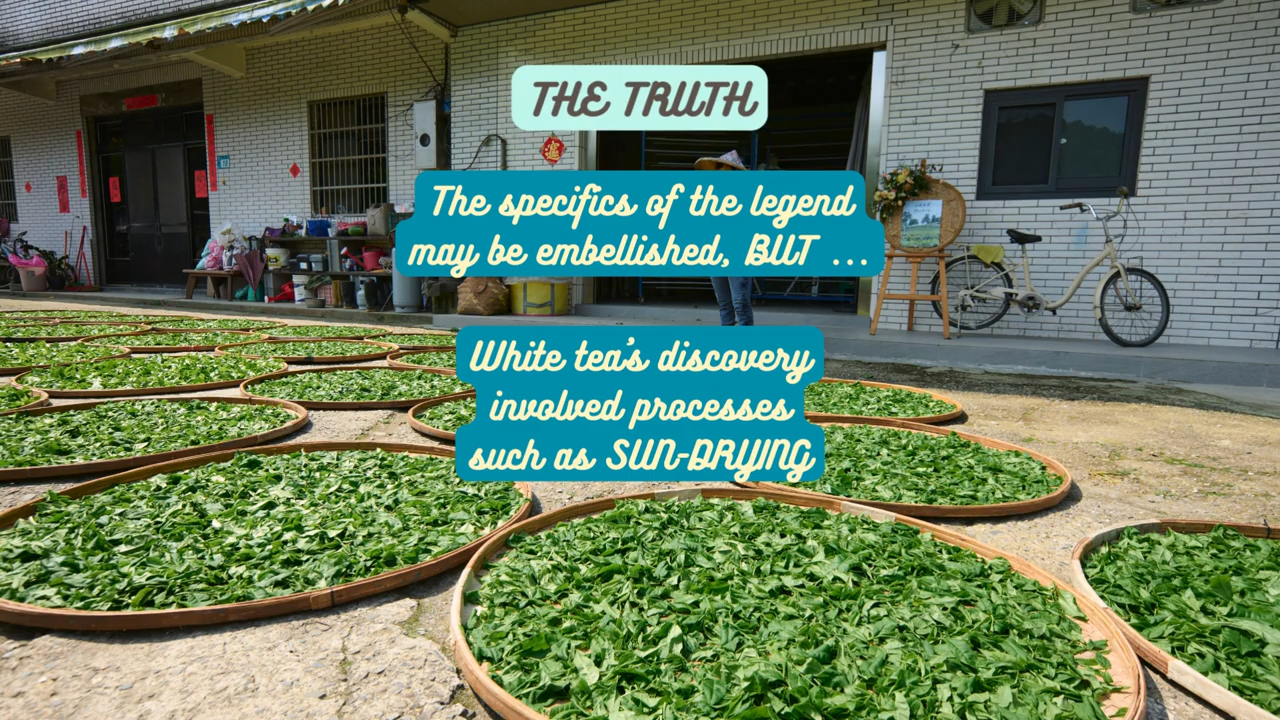 THE TRUTH
The specifics of the legend
may be embellished, BUT ...
White tea's discovery
involved processes
such as SUN-DRYING